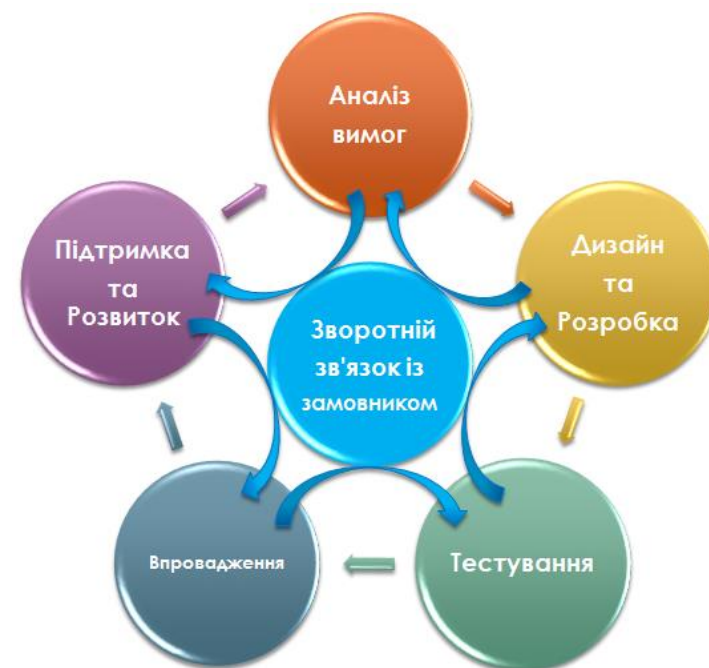 Аналіз
вимог
Дизайн
та
Розробка
Тестування
Впровадження
Підтримка
та
Розвиток
Зворотній
зв'язок із
замовником